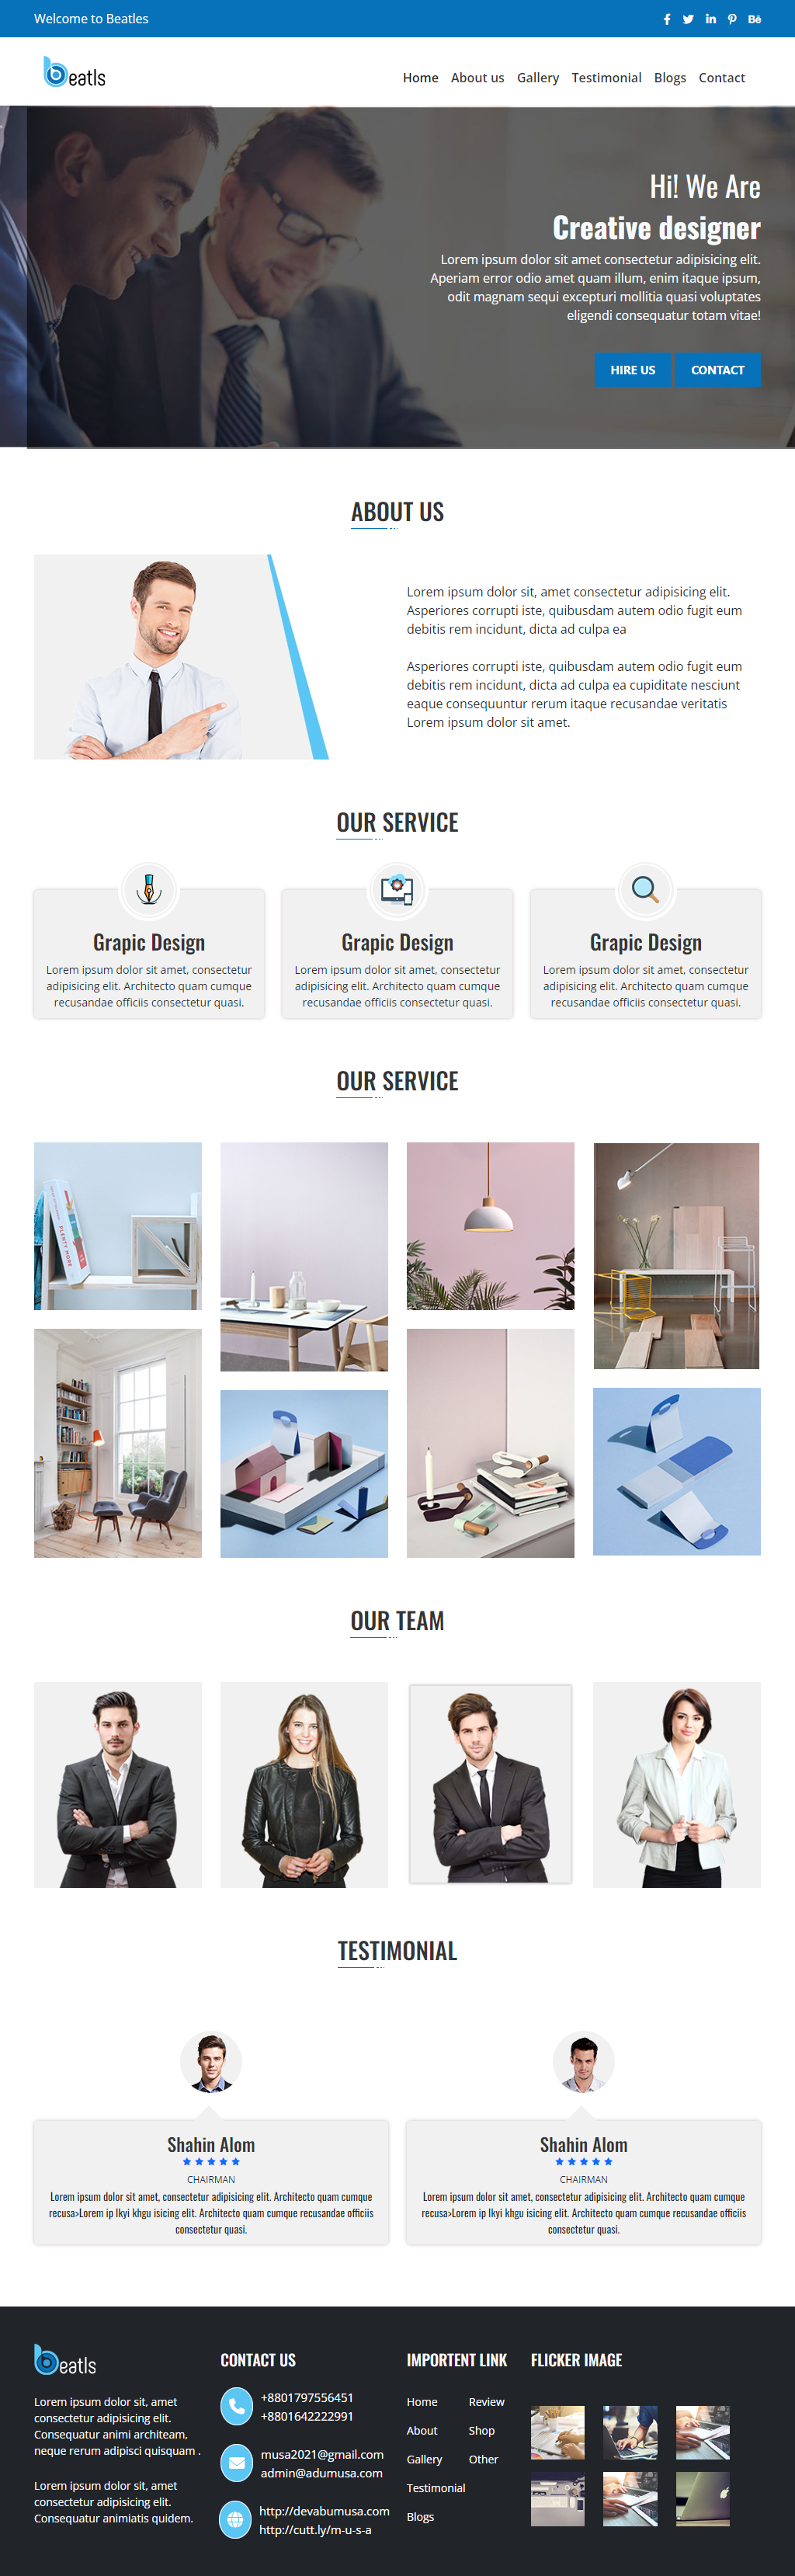 Welcome to Beatles
beatls
Home About us Gallery Testimonial Blogs Contact
Hi! We Are
Creative designer
Lorem ipsum dolor sit amet consectetur adipisicing elit.
Aperiam error odio amet quam illum, enim itaque ipsum,
odit magnam sequi excepturi mollitia quasi voluptates
eligendi consequatur totam vitae!
HIRE US CONTACT
ABOUT US
Lorem ipsum dolor sit, amet consectetur adipisicing elit.
Asperiores corrupti iste, quibusdam autem odio fugit eum
debitis rem incidunt, dicta ad culpa ea
Asperiores corrupti iste, quibusdam autem odio fugit eum
debitis rem incidunt, dicta ad culpa ea cupiditate nesciunt
eaque consequuntur rerum itaque recusandae veritatis
Lorem ipsum dolor sit amet.
OUR SERVICE
Grapic Design
Lorem ipsum dolor sit amet, consectetur
adipisicing elit. Architecto quam cumque
recusandae officiis consectetur quasi.
Grapic Design
Lorem ipsum dolor sit amet, consectetur
adipisicing elit. Architecto quam cumque
recusandae officiis consectetur quasi.
Grapic Design
Lorem ipsum dolor sit amet, consectetur
adipisicing elit. Architecto quam cumque
recusandae officiis consectetur quasi.
OUR SERVICE
PLENTY MORE
OUR TEAM
TESTIMONIAL
Shahin Alom
CHAIRMAN
Lorem ipsum dolor sit amet, consectetur adipisicing elit. Architecto quam cumque
recusa>Lorem ip lkyi khgu isicing elit. Architecto quam cumque recusandae officiis
consectetur quasi.
Shahin Alom
CHAIRMAN
Lorem ipsum dolor sit amet, consectetur adipisicing elit. Architecto quam cumque
recusa>Lorem ip lkyi khgu isicing elit. Architecto quam cumque recusandae officiis
consectetur quasi.
beatls
Lorem ipsum dolor sit, amet
consectetur adipisicing elit.
Consequatur animi architeam,
neque rerum adipisci quisquam .
Lorem ipsum dolor sit, amet
consectetur adipisicing elit.
Consequatur animiatis quidem.
CONTACT US
+8801797556451
+8801642222991
musa2021@gmail.com
admin@adumusa.com
http://devabumusa.com
http://cutt.ly/m-u-s-a
IMPORTENT LINK
Home Review
About Shop
Gallery Other
Testimonial
Blogs
FLICKER IMAGE